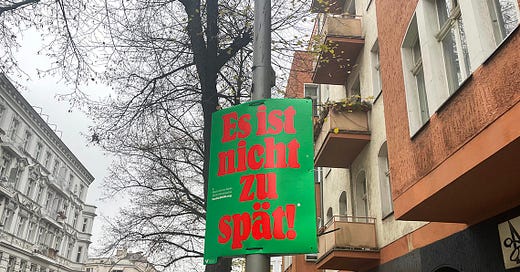 Es ist
nicht
zu
spät!